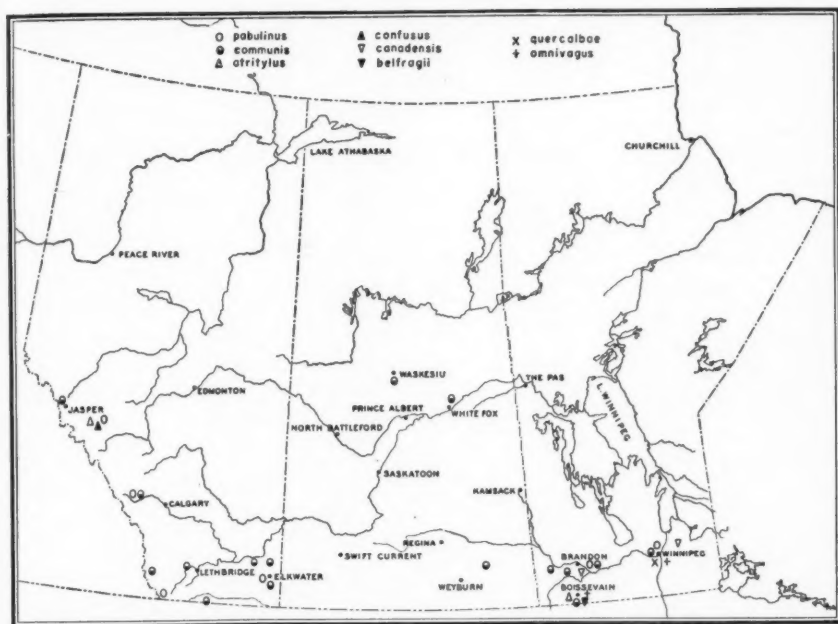 pabulinus
communis
atritylus
confusus
canadensis
belfragii
quercalbae
omnivagus
LAKE ATHABASKA
CHURCHILL
PEACE RIVER
WASKESIU
EDMONTON
THE PAS
JASPER
PRINCE ALBERT
WHITE FOX
L. WINNIPEG
NORTH BATTLEFORD
SASKATOON
KAMSACK
CALGARY
REGINA
BRANDON
WINNIPEG
SWIFT CURRENT
LETHBRIDGE
ELKWATER
WEYBURN
BOISSEVAIN